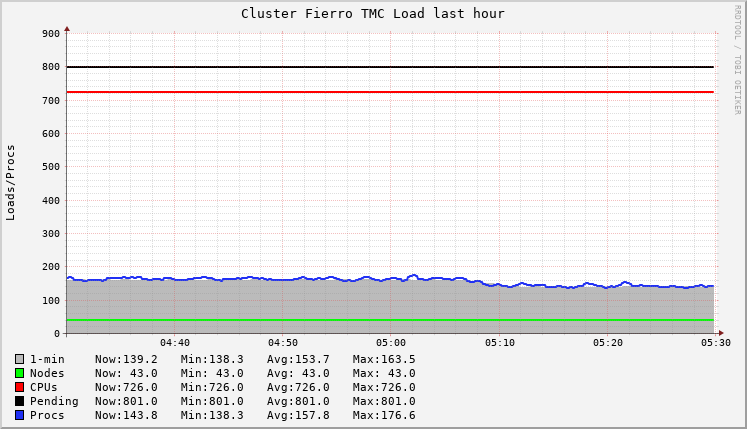 Cluster Fierro TMC Load last hour
RRDTOOL / TOBI OETIKER
Loads/Procs
900
800
700
600
500
400
300
200
100
0
04:40 04:50 05:00 05:10 05:20 05:30
1-min Now:139.2 Min:138.3 Avg:153.7 Max:163.5
Nodes Now: 43.0 Min: 43.0 Avg: 43.0 Max: 43.0
CPUs Now:726.0 Min:726.0 Avg:726.0 Max:726.0
Pending Now:801.0 Min:801.0 Avg:801.0 Max:801.0
Procs Now:143.8 Min:138.3 Avg:157.8 Max:176.6